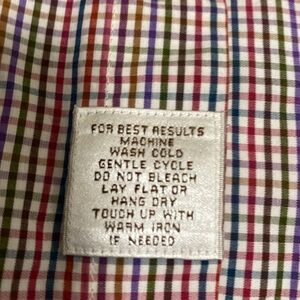 FOR BEST RESULTS
MACHINE
WASH COLD
GENTLE CYCLE
DO NOT BLEACH
LAY FLAT OR
HANG DRY
TOUCH UP WITH
WARM IRON
IF NEEDED